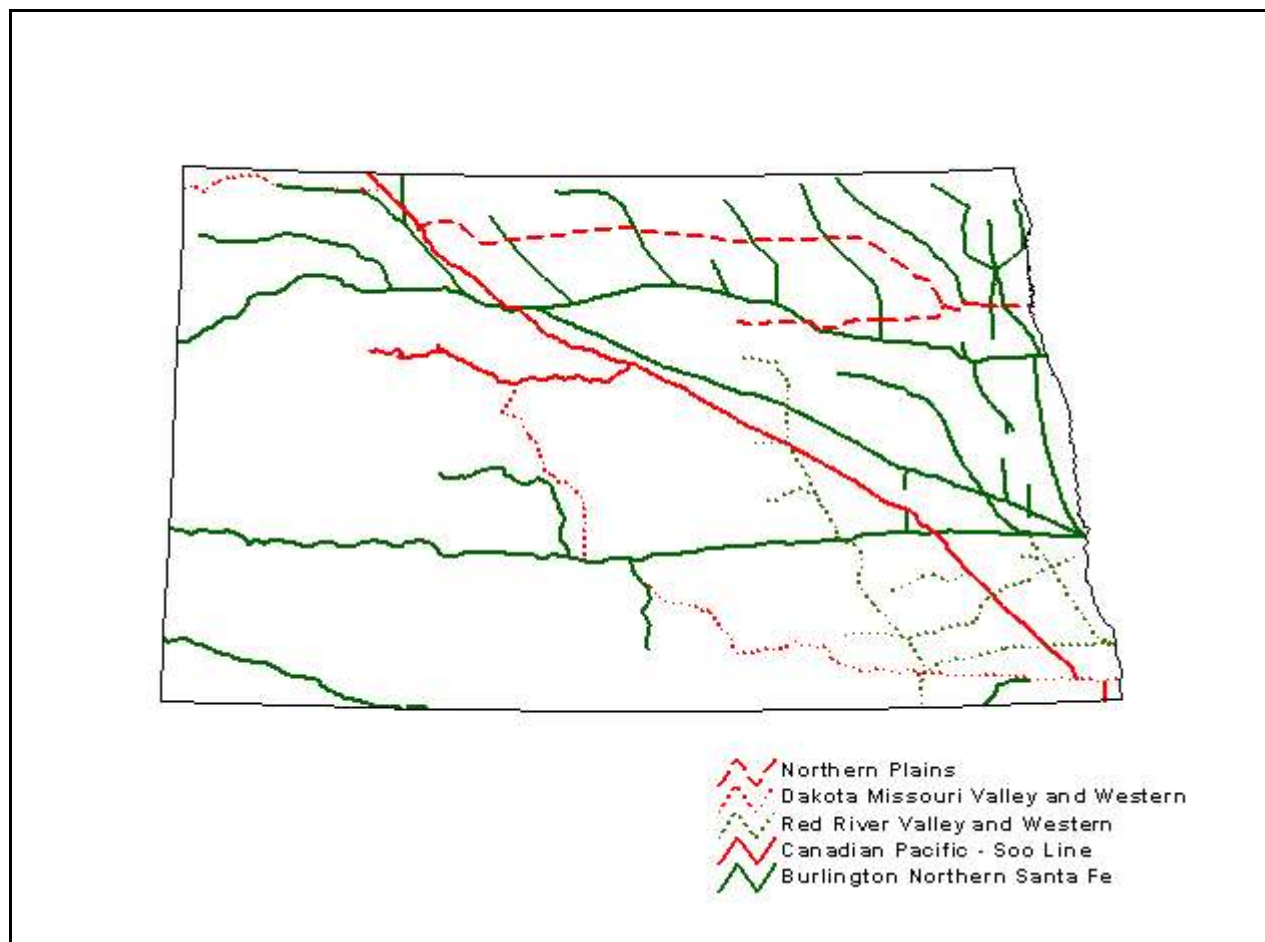 Northern Plains
Dakota Missouri Valley and Western
Red River Valley and Western
Canadian Pacific - Soo Line
Burlington Northern Santa Fe